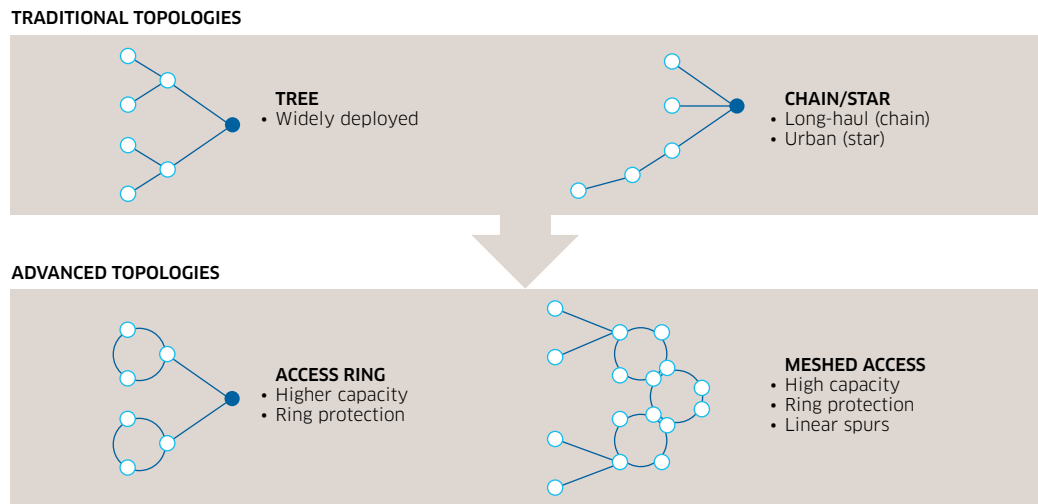 TRADITIONAL TOPOLOGIES
TREE
• Widely deployed
CHAIN/STAR
• Long-haul (chain)
• Urban (star)
ADVANCED TOPOLOGIES
ACCESS RING
• Higher capacity
• Ring protection
MESHED ACCESS
• High capacity
• Ring protection
• Linear spurs